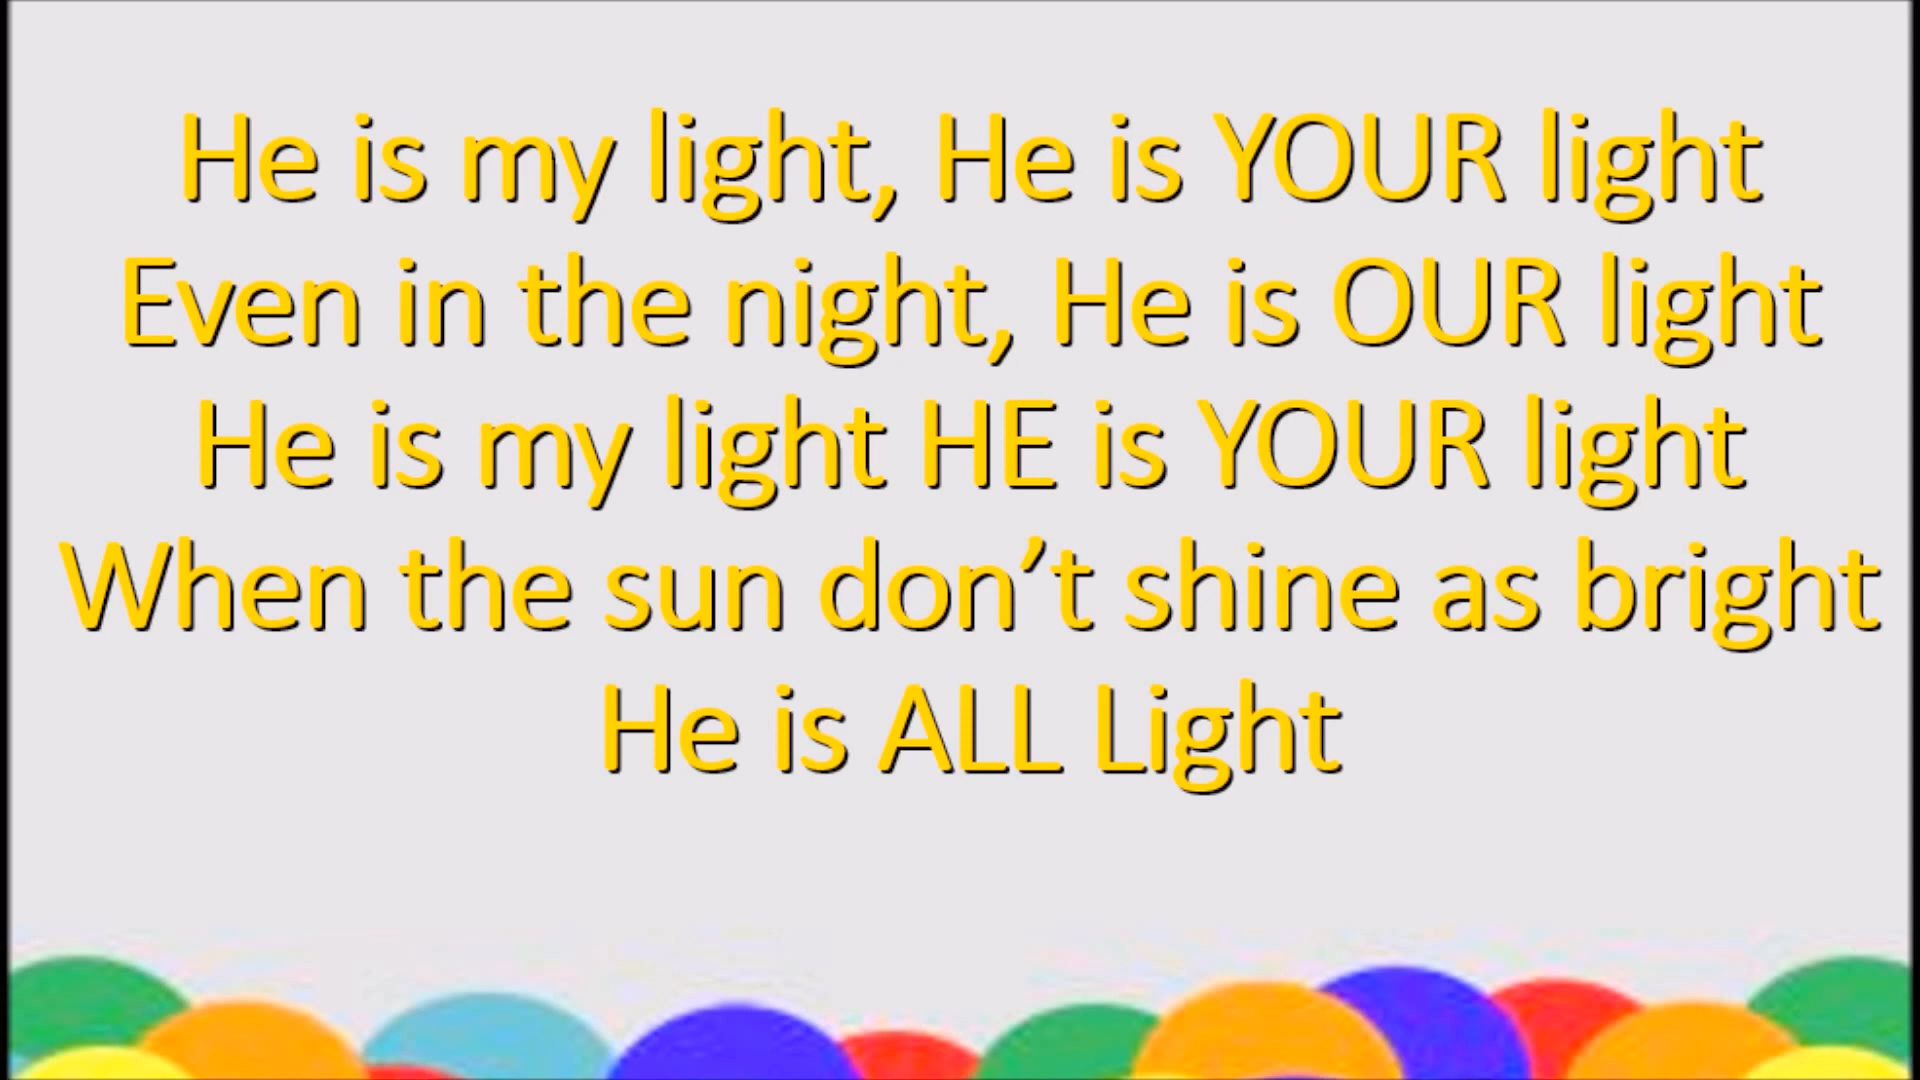 He is my light, He is YOUR light
Even in the night, He is OUR light
He is my light HE is YOUR light
When the sun don’t shine as bright
He is ALL Light